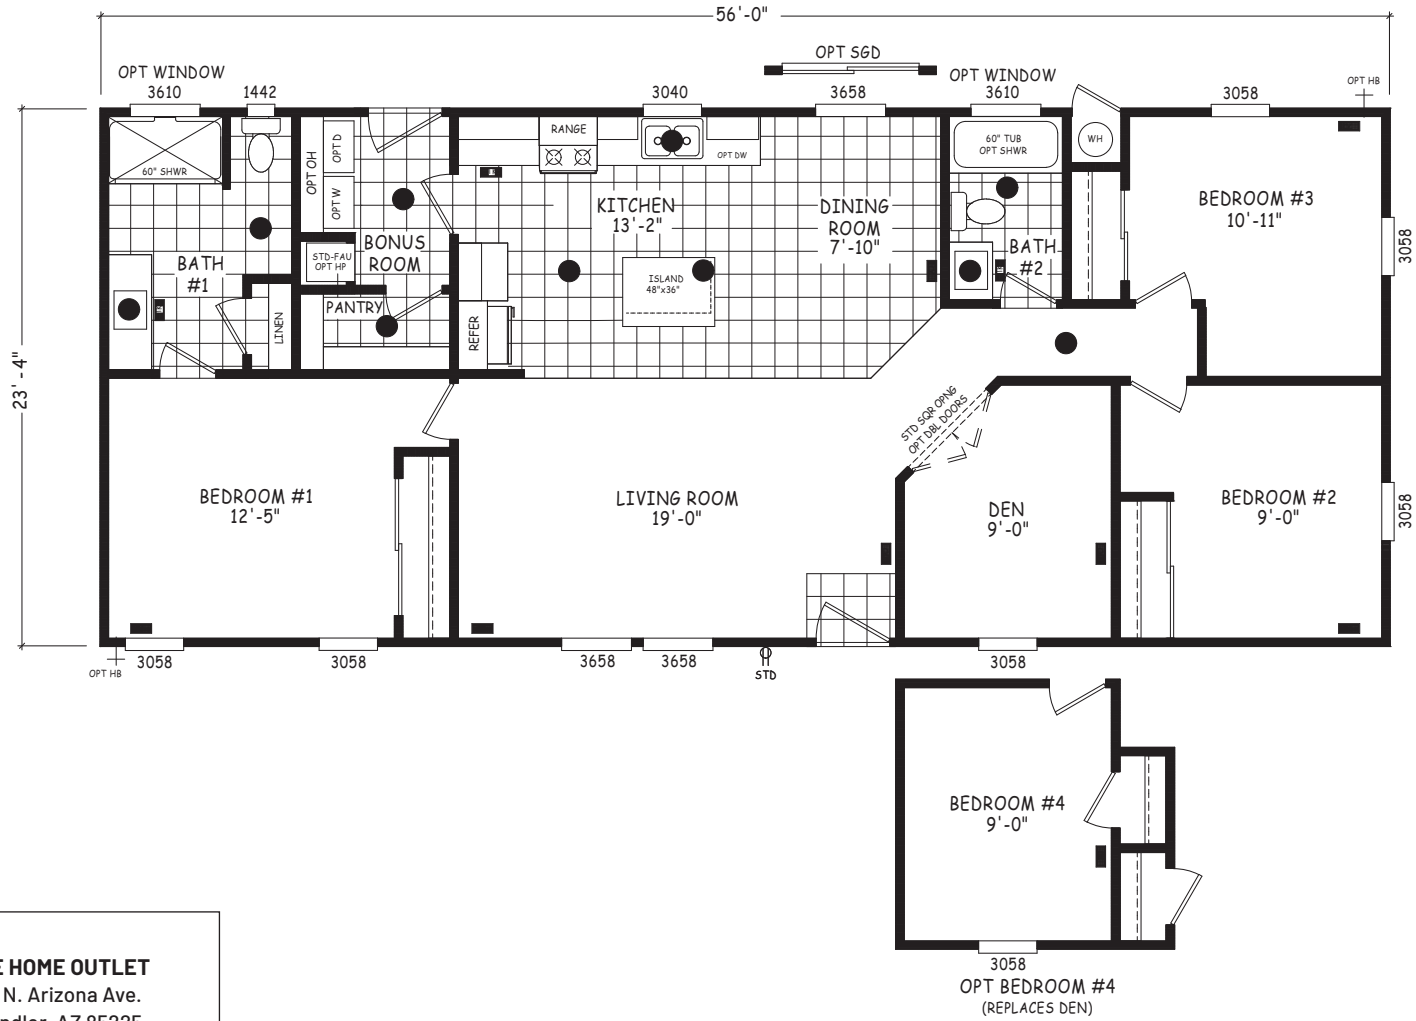 56'-0"
OPT SGD
OPT WINDOW
OPT WINDOW
OPT HB
3610
1442
3040
3658
3610
3058
RANGE
60" TUB
OPT SHWR
WH
OPT D
OPT OH
OPT DW
60" SHWR
OPT W
BEDROOM #3
10'-11"
KITCHEN
13'-2"
DINING
ROOM
7'-10"
3058
BONUS
ROOM
BATH
#2
STD-FAU
OPT HP
BATH
#1
ISLAND
48"x36"
PANTRY
LINEN
REFER
23'-4"
STD SQR OPNG
OPT DBL DOORS
BEDROOM #1
12'-5"
LIVING ROOM
19'-0"
DEN
9'-0"
BEDROOM #2
9'-0"
3058
OPT HB
3058
3058
3658
3658
STD
3058
BEDROOM #4
9'-0"
3058
OPT BEDROOM #4
(REPLACES DEN)
HOME OUTLET
N. Arizona Ave.
AZ 85225